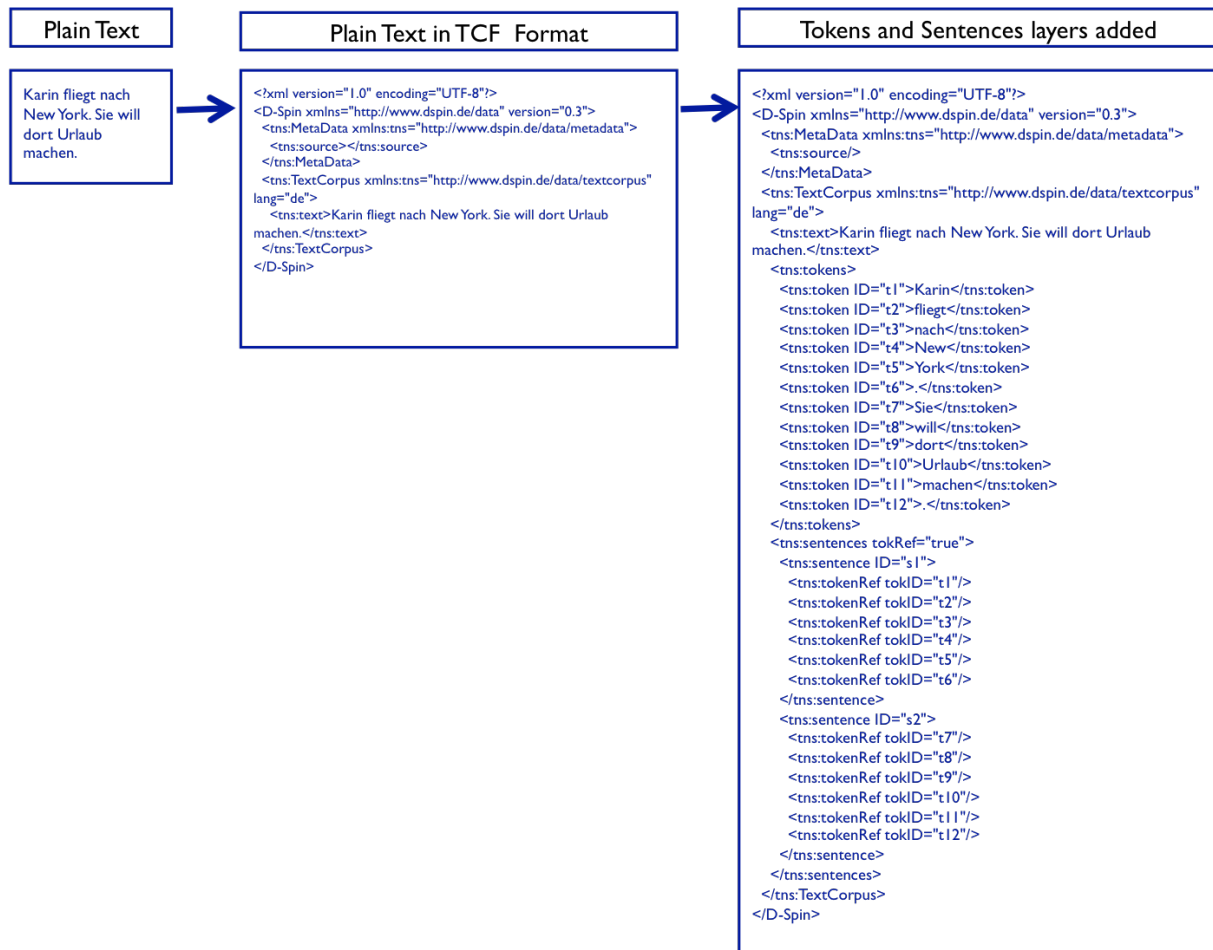 Plain Text
Karin fliegt nach
New York. Sie will
dort Urlaub
machen.
Plain Text in TCF Format
<?xml version="1.0" encoding="UTF-8"?>
<D-Spin xmlns="http://www.dspin.de/data" version="0.3">
<tns:MetaData xmlns:tns="http://www.dspin.de/data/metadata">
<tns:source></tns:source>
</tns:MetaData>
<tns:TextCorpus xmlns:tns="http://www.dspin.de/data/textcorpus"
lang="de">
<tns:text>Karin fliegt nach New York. Sie will dort Urlaub
machen.</tns:text>
</tns:TextCorpus>
</D-Spin>
Tokens and Sentences layers added
<?xml version="1.0" encoding="UTF-8"?>
<D-Spin xmlns="http://www.dspin.de/data" version="0.3">
<tns:MetaData xmlns:tns="http://www.dspin.de/data/metadata">
<tns:source/>
</tns:MetaData>
<tns:TextCorpus xmlns:tns="http://www.dspin.de/data/textcorpus"
lang="de">
<tns:text>Karin fliegt nach New York. Sie will dort Urlaub
machen.</tns:text>
<tns:tokens>
<tns:token ID="t1">Karin</tns:token>
<tns:token ID="t2">fliegt</tns:token>
<tns:token ID="t3">nach</tns:token>
<tns:token ID="t4">New</tns:token>
<tns:token ID="t5">York</tns:token>
<tns:token ID="t6">.</tns:token>
<tns:token ID="t7">Sie</tns:token>
<tns:token ID="t8">will</tns:token>
<tns:token ID="t9">dort</tns:token>
<tns:token ID="t10">Urlaub</tns:token>
<tns:token ID="t11">machen</tns:token>
<tns:token ID="t12">.</tns:token>
</tns:tokens>
<tns:sentences tokRef="true">
<tns:sentence ID="s1">
<tns:tokenRef tokID="t1"/>
<tns:tokenRef tokID="t2"/>
<tns:tokenRef tokID="t3"/>
<tns:tokenRef tokID="t4"/>
<tns:tokenRef tokID="t5"/>
<tns:tokenRef tokID="t6"/>
</tns:sentence>
<tns:sentence ID="s2">
<tns:tokenRef tokID="t7"/>
<tns:tokenRef tokID="t8"/>
<tns:tokenRef tokID="t9"/>
<tns:tokenRef tokID="t10"/>
<tns:tokenRef tokID="t11"/>
<tns:tokenRef tokID="t12"/>
</tns:sentence>
</tns:sentences>
</tns:TextCorpus>
</D-Spin>